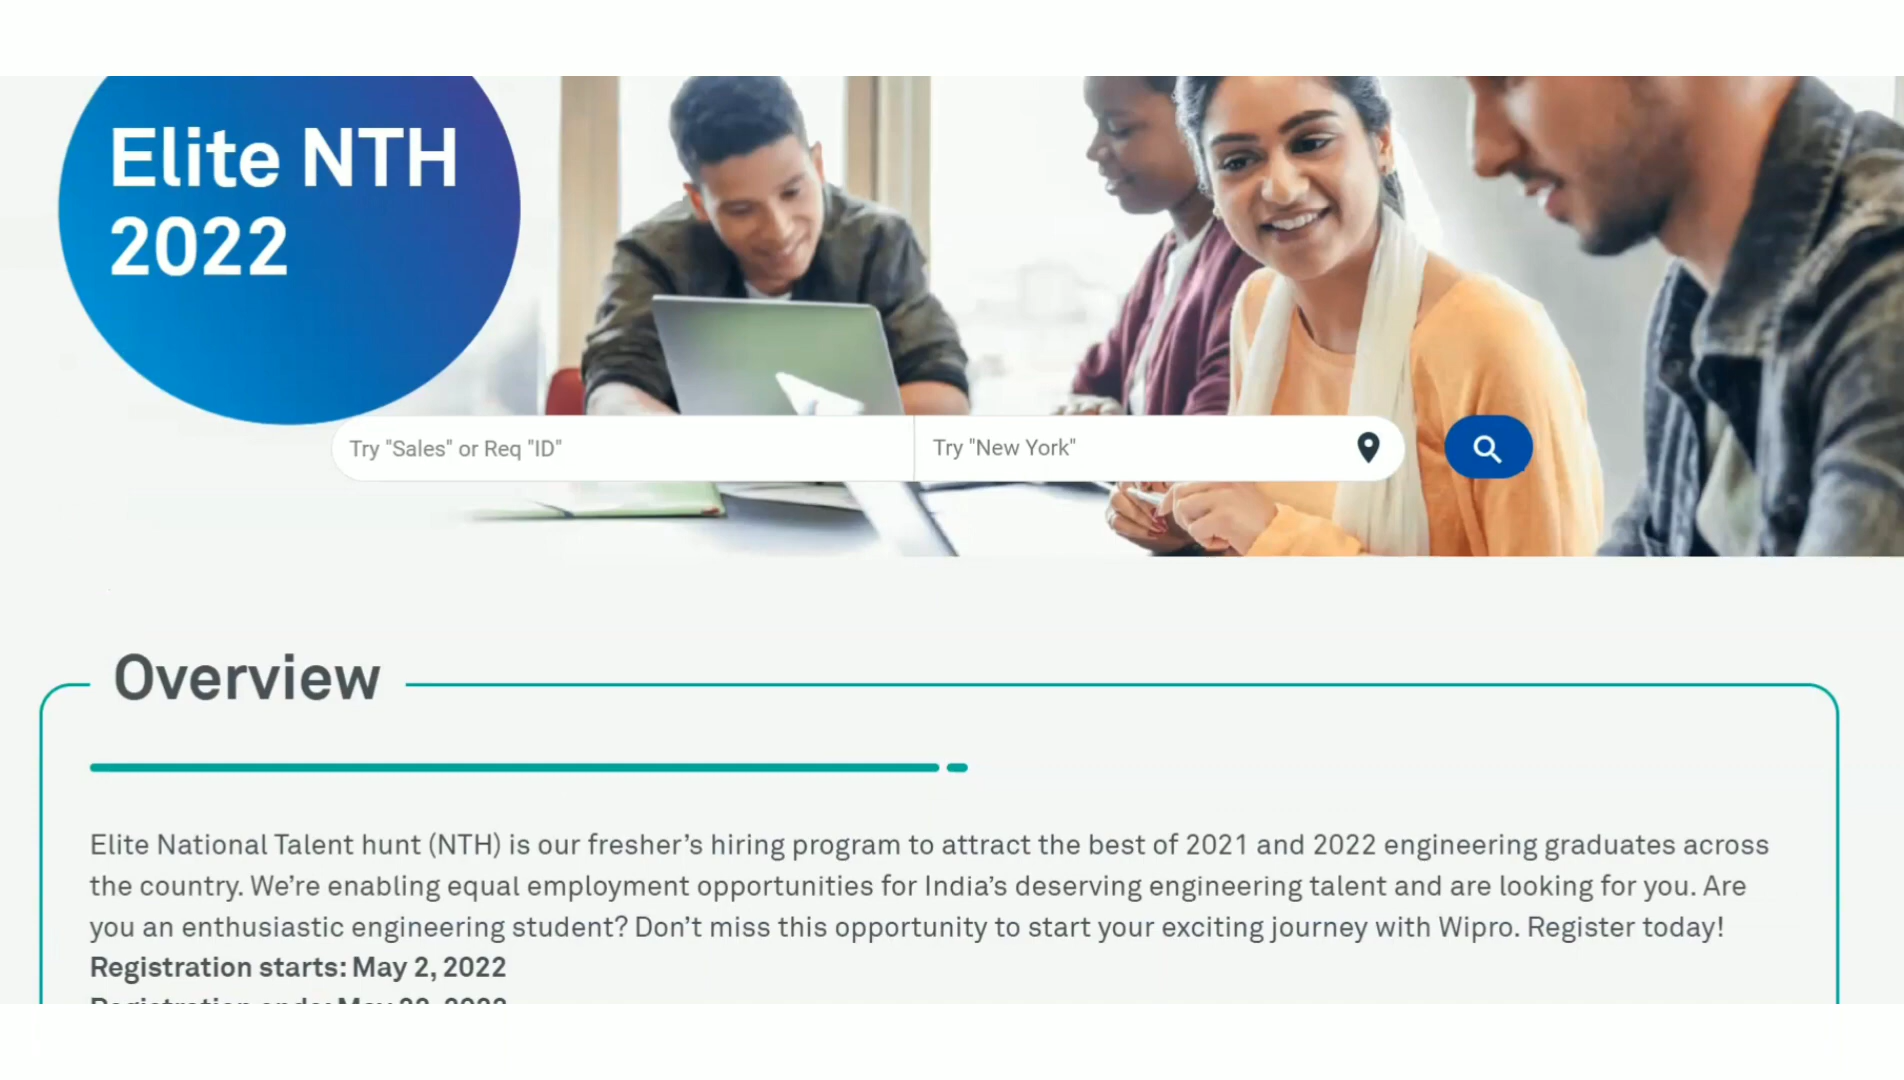 Elite NTH
2022
Try "Sales" or Req "ID"
Try "New York"
Overview
Elite National Talent hunt (NTH) is our fresher’s hiring program to attract the best of 2021 and 2022 engineering graduates across
the country. We’re enabling equal employment opportunities for India’s deserving engineering talent and are looking for you. Are
you an enthusiastic engineering student? Don’t miss this opportunity to start your exciting journey with Wipro. Register today!
Registration starts: May 2, 2022
Registration ends: May